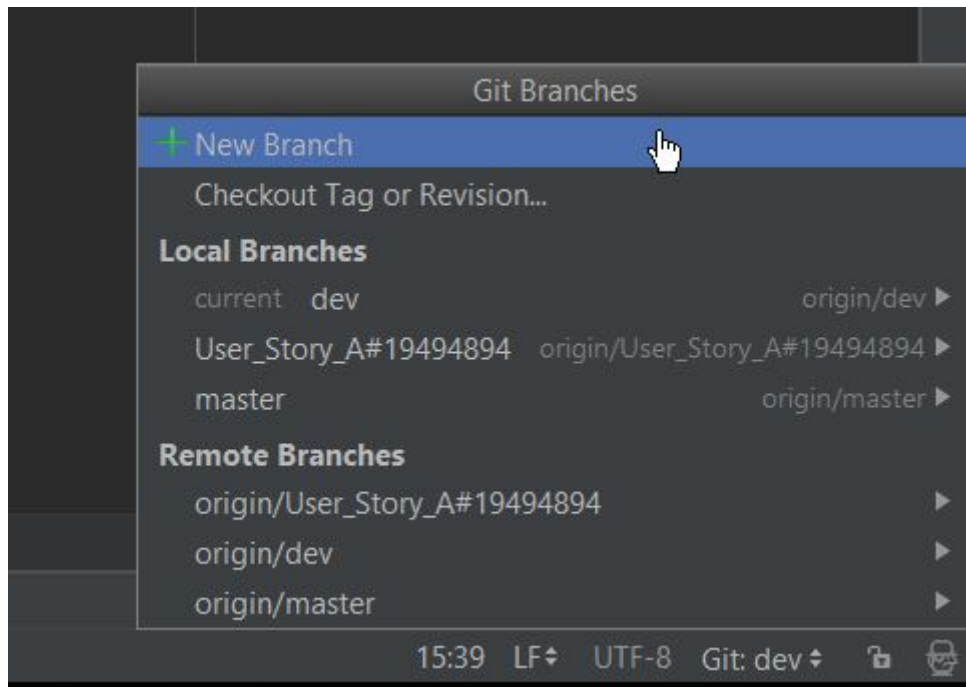 Git Branches
New Branch
Checkout Tag or Revision...
Local Branches
current dev origin/dev
User_Story_A#19494894 origin/User_Story_A#19494894
master origin/master
Remote Branches
origin/User_Story_A#19494894
origin/dev
origin/master
15:39 LF UTF-8 Git: dev